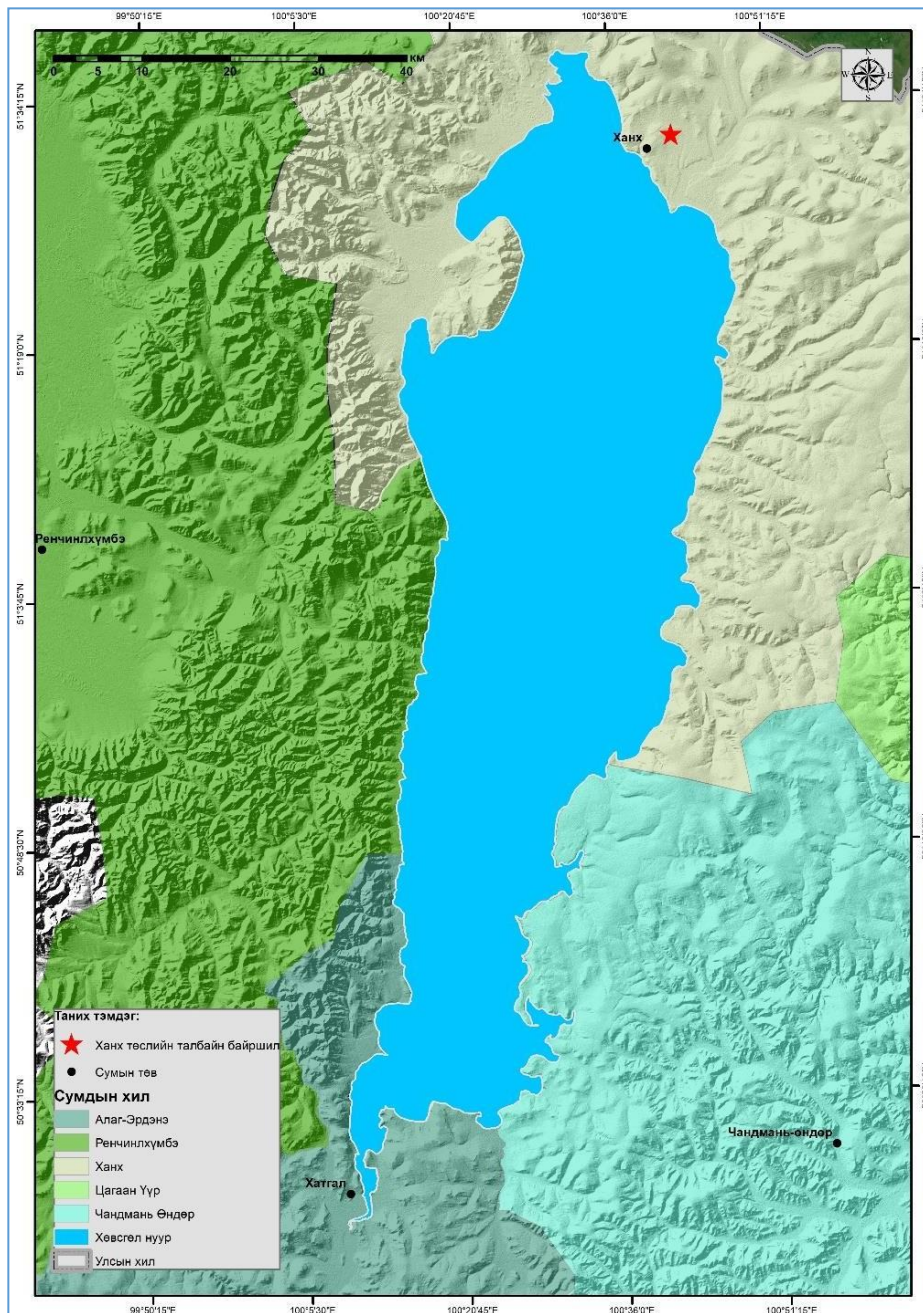 99°50'15"E 100°5'30"E 100°20'45"E 100°36'0"E 100°51'15"E
0 5 10 20 30 40 км
N
W E
S
51°34'15"N
Ханх
51°19'0"N
Ренчинлхүмбэ
51°3'45"N
50°48'30"N
Таних тэмдэг:
Ханх төслийн талбайн байршил
Сумын төв
Сумдын хил
Алаг-Эрдэнэ
Ренчинлхүмбэ
Ханх
Цагаан Үүр
Чандмань Өндөр
Хөвсгөл нуур
Улсын хил
50°33'15"N
Чандмань-өндөр
Хатгал
99°50'15"E 100°5'30"E 100°20'45"E 100°36'0"E 100°51'15"E